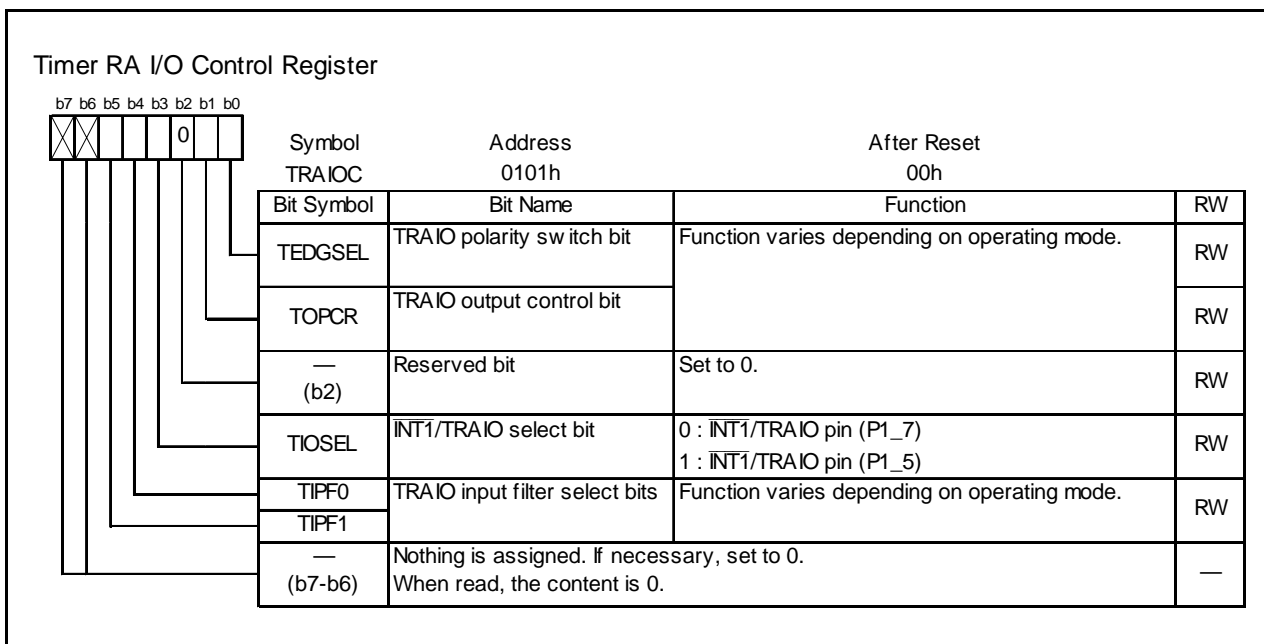 Timer RA I/O Control Register
b7 b6 b5 b4 b3 b2 b1 b0
0
Symbol Address After Reset
TRAIOC 0101h 00h
Bit Symbol Bit Name Function RW
TEDGSEL TRAIO polarity switch bit Function varies depending on operating mode. RW
TOPCR TRAIO output control bit RW
— Reserved bit Set to 0. RW
(b2)
TIOSEL I̅N̅T̅1̅/TRAIO select bit 0 : I̅N̅T̅1̅/TRAIO pin (P1_7) RW
1 : I̅N̅T̅1̅/TRAIO pin (P1_5)
TIPF0 TRAIO input filter select bits Function varies depending on operating mode. RW
TIPF1
— Nothing is assigned. If necessary, set to 0. —
(b7-b6) When read, the content is 0.